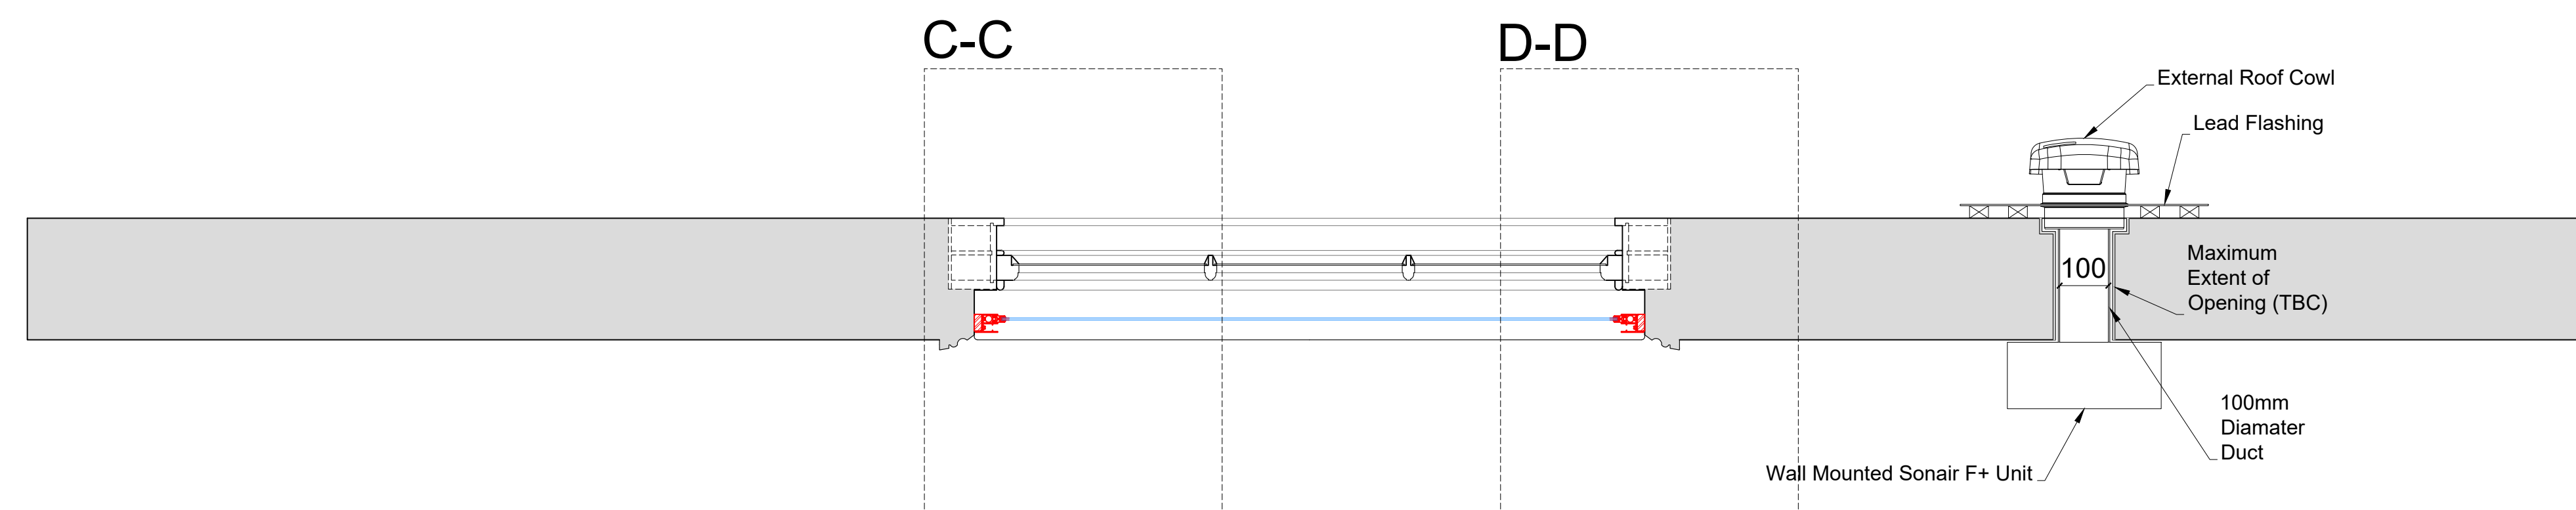 C-C
D-D
External Roof Cowl
Lead Flashing
Maximum
Extent of
Opening (TBC)
100
100mm
Diamater
Duct
Wall Mounted Sonair F+ Unit